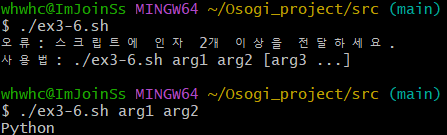 whwhc@ImJoinSs MINGW64 ~/Osogi_project/src (main)
$ ./ex3-6.sh
오류: 스크립트에 인자 2개 이상을 전달하세요.
사용법: ./ex3-6.sh arg1 arg2 [arg3 ...]

whwhc@ImJoinSs MINGW64 ~/Osogi_project/src (main)
$ ./ex3-6.sh arg1 arg2
Python